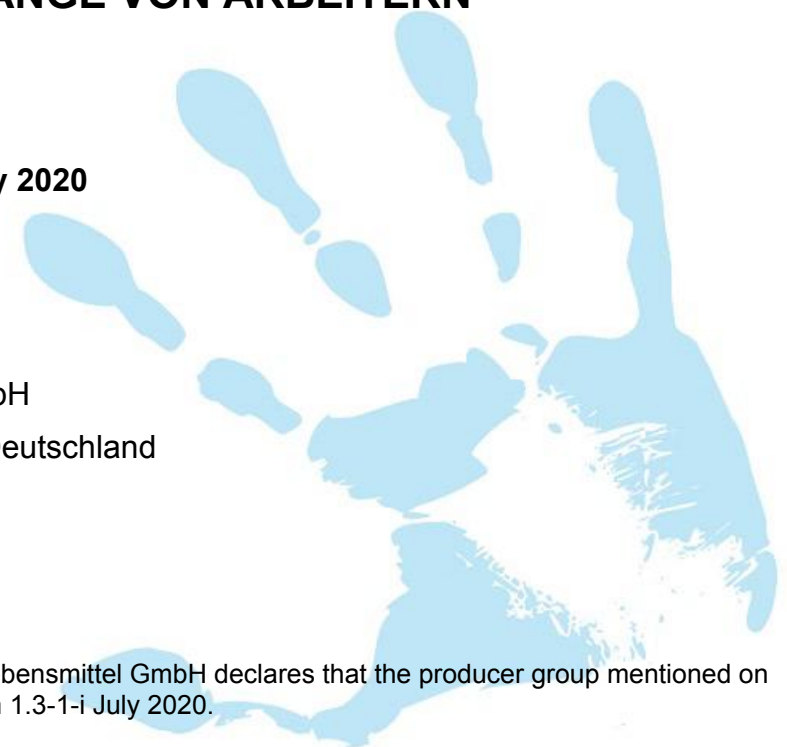 ANGE VON ARBEITERN
y 2020
bH
eutschland
bensmittel GmbH declares that the producer group mentioned on
1.3-1-i July 2020.